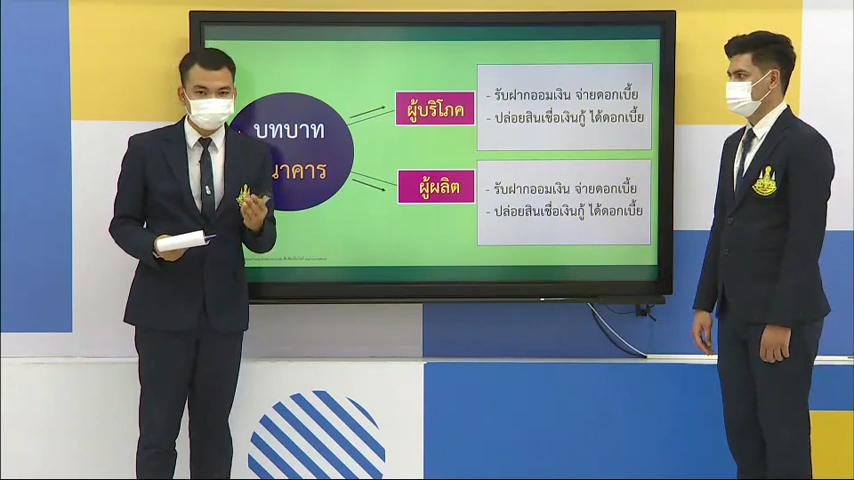 บทบาท
นาคาร
ผู้บริโภค
- รับฝากออมเงิน จ่ายดอกเบี้ย
- ปล่อยสินเชื่อเงินกู้ ได้ดอกเบี้ย
ผู้ผลิต
- รับฝากออมเงิน จ่ายดอกเบี้ย
- ปล่อยสินเชื่อเงินกู้ ได้ดอกเบี้ย